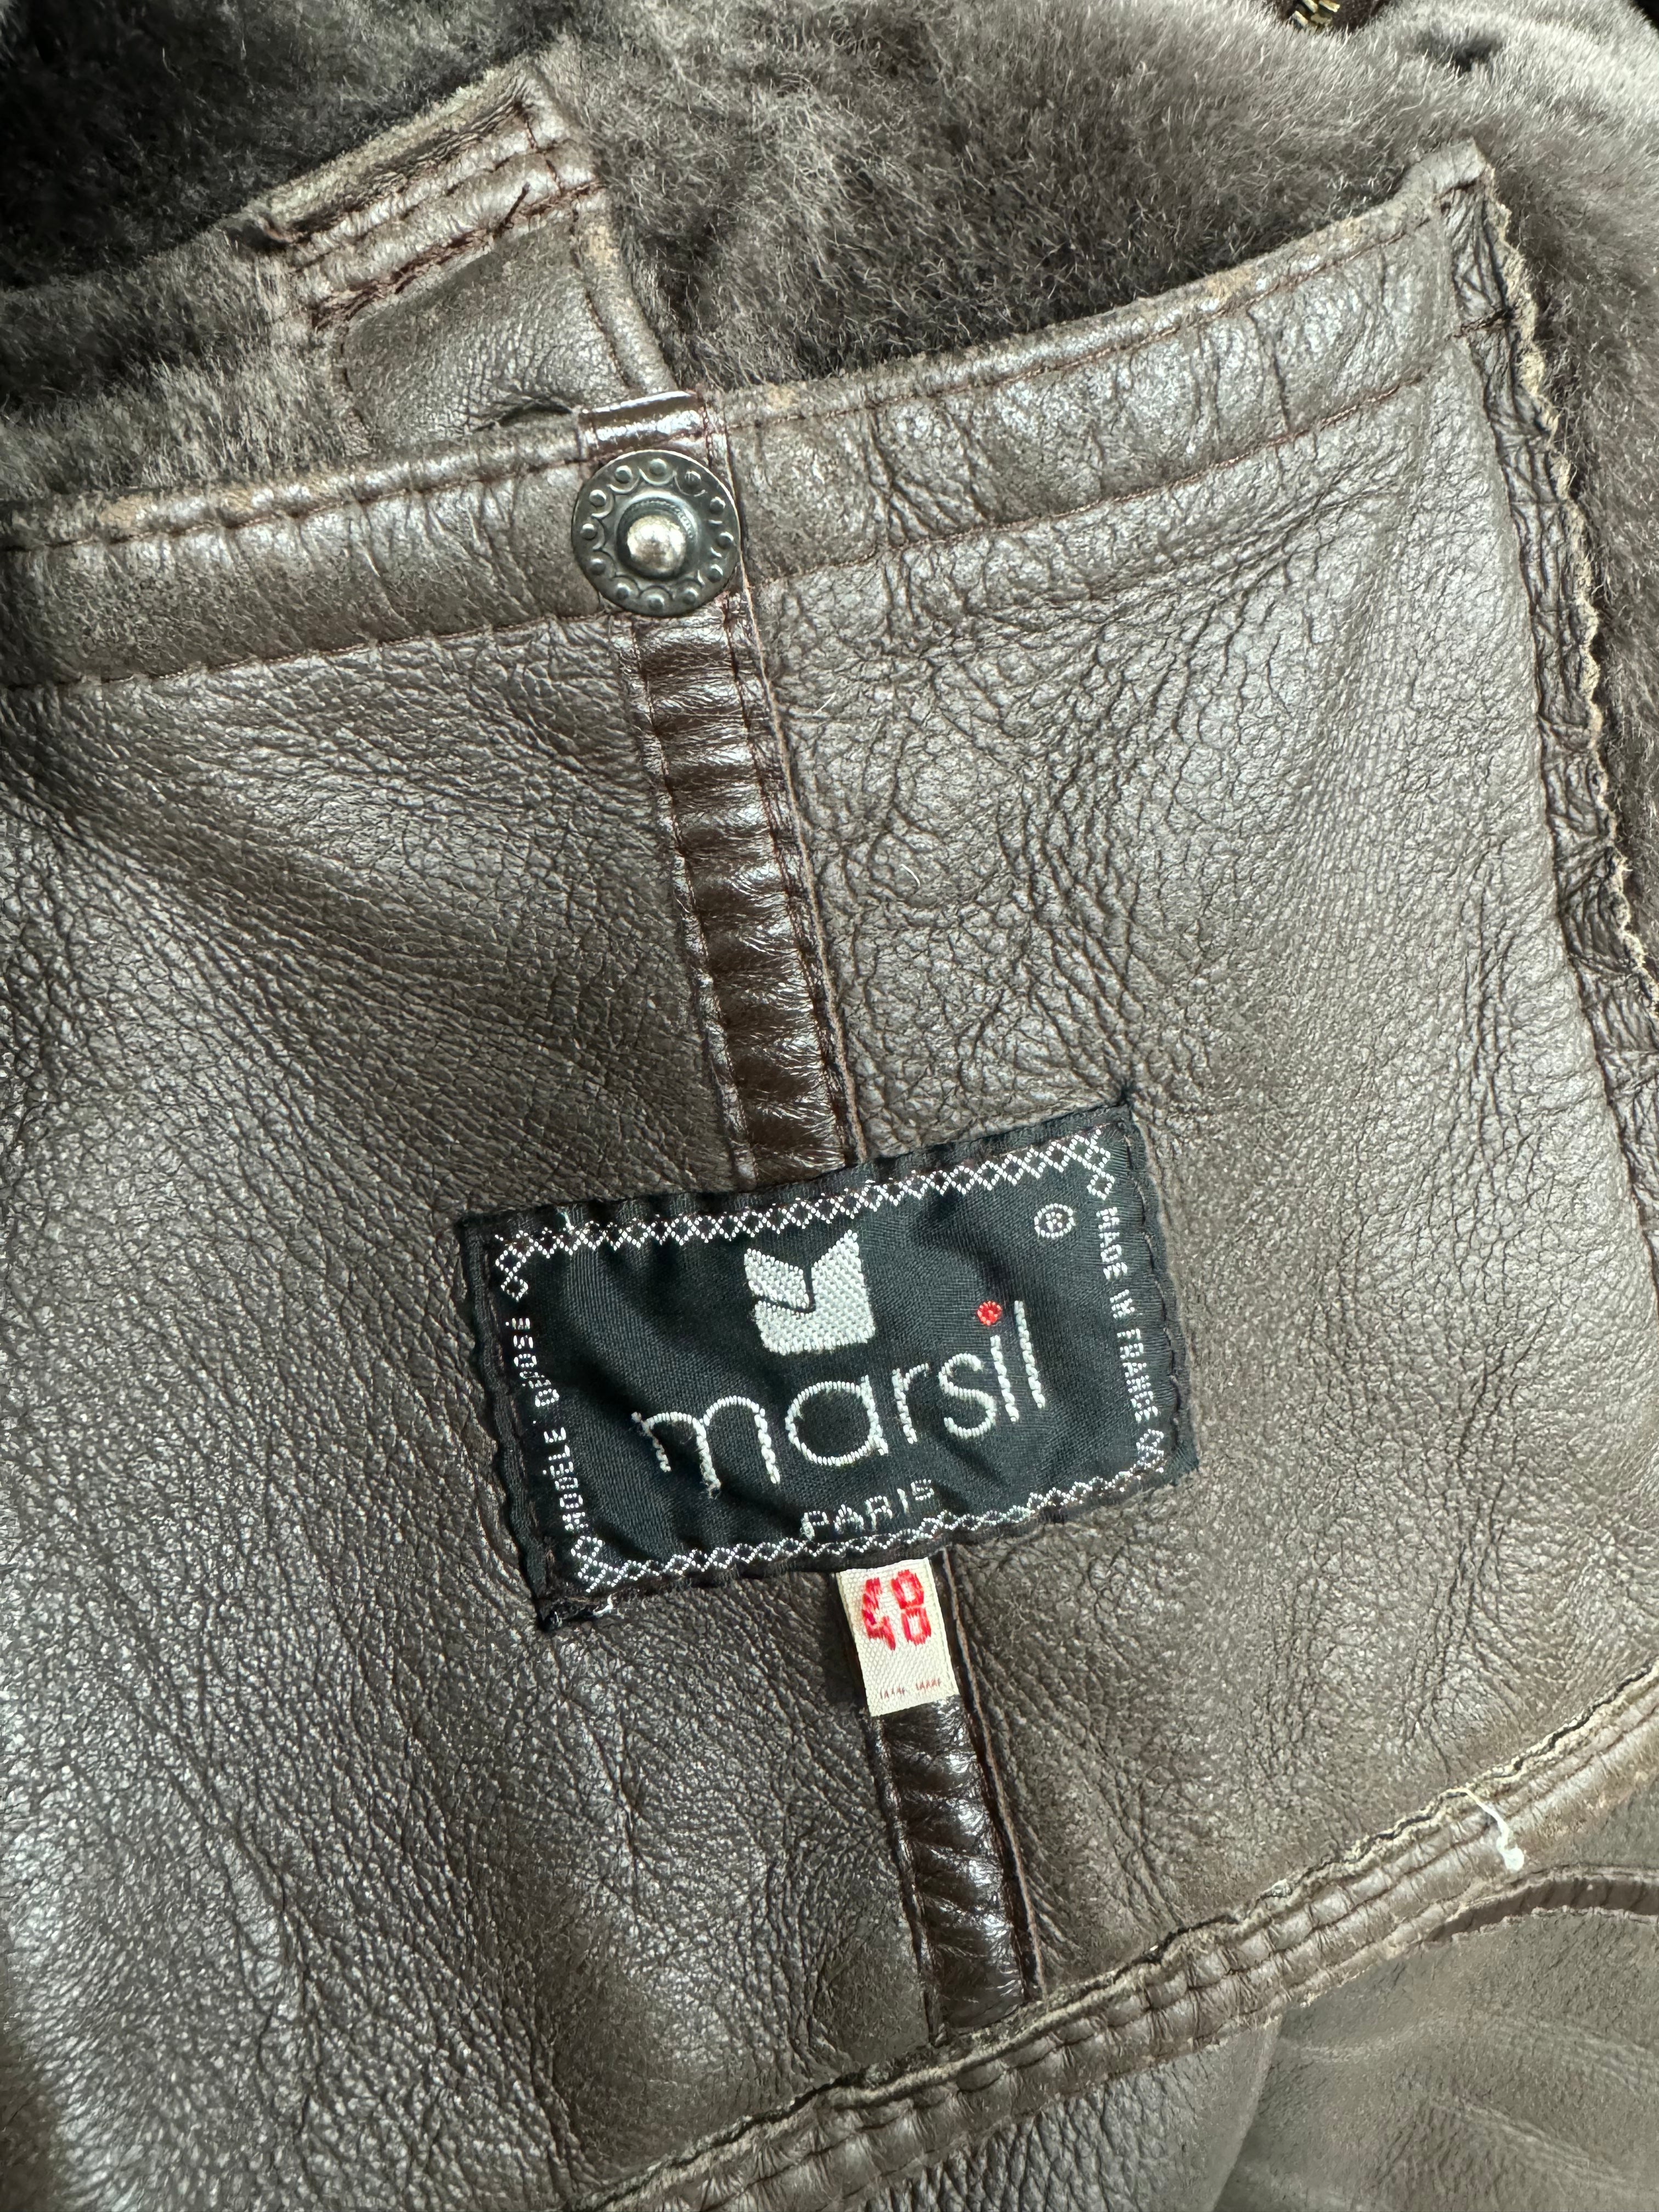 ®
marsil
PARIS
MODÈLE DÉPOSÉ
MADE IN FRANCE
48